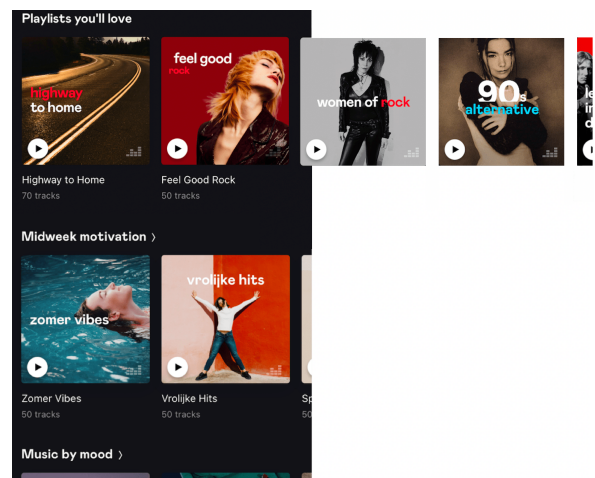 Playlists you'll love
highway
to home
feel good
rock
women of rock
90s
alternative
Highway to Home
70 tracks
Feel Good Rock
50 tracks
Midweek motivation
zomer vibes
vrolijke hits
Zomer Vibes
50 tracks
Vrolijke Hits
50 tracks
Sp
50
Music by mood